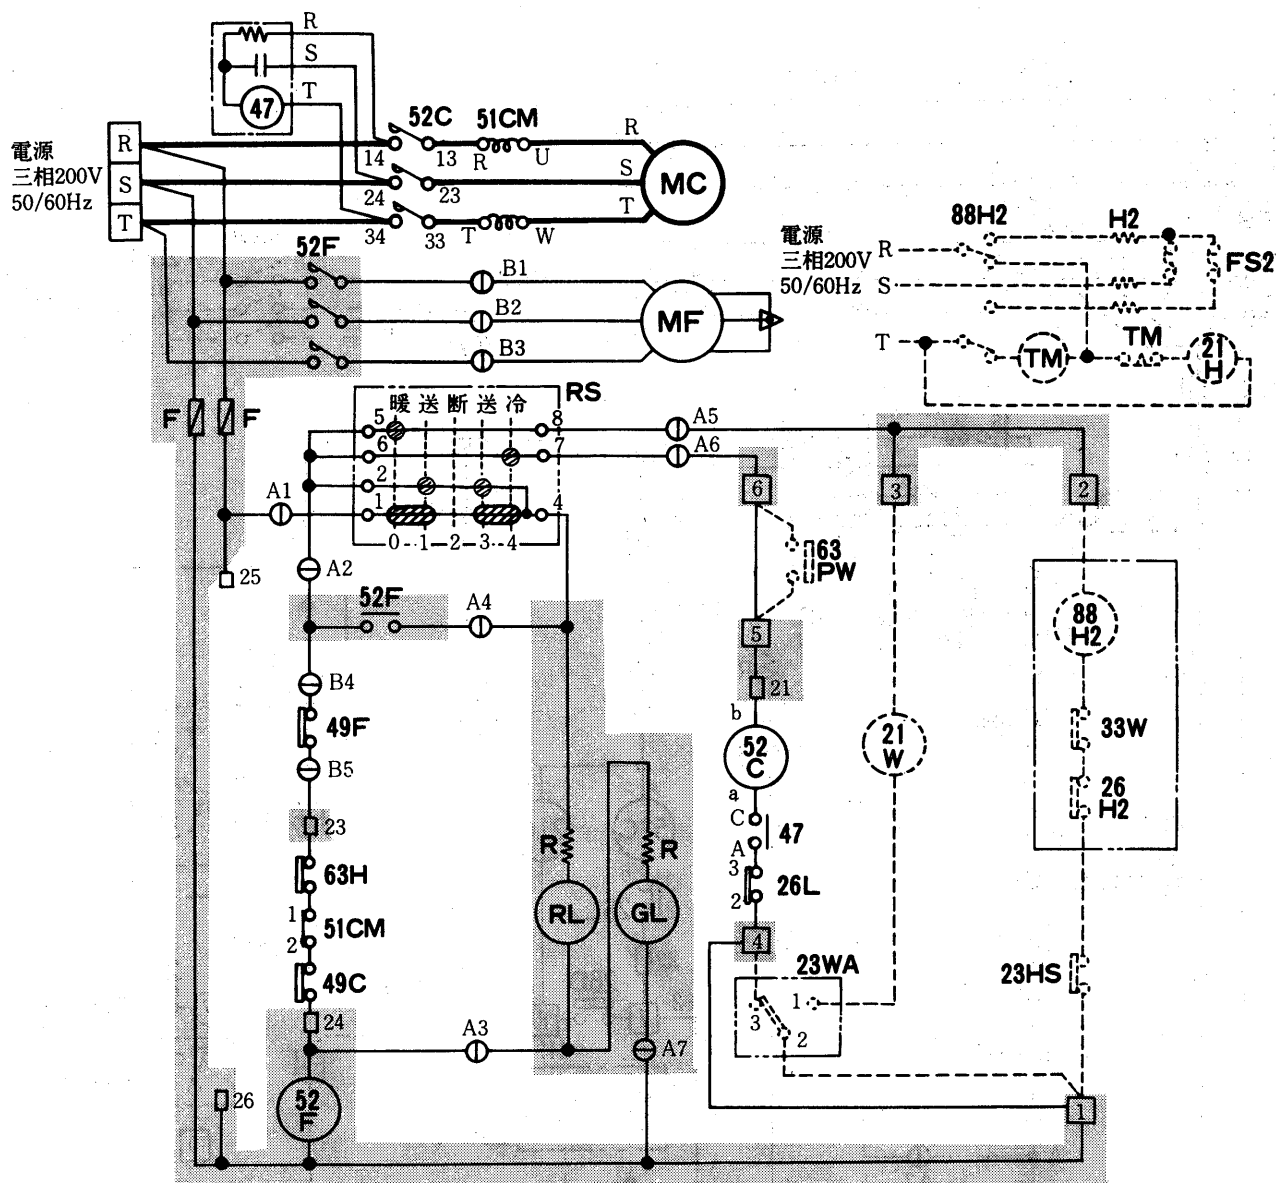 R
S
T
47
52C
51CM
R
14
13
R
U
MC
電源
三相200V
50/60Hz
R
S
T
24
23
S
34
33
T
W
T
52F
B1
B2
B3
MF
電源
三相200V
50/60Hz
R
S
T
88H2
H2
FS2
TM
TM
21
H
F
F
RS
暖 送 断 送 冷
5
8
6
7
2
1
4
0 1 2 3 4
A5
A6
A1
A2
25
6
3
2
63
PW
52F
A4
5
21
b
B4
49F
B5
52
C
a
21
W
88
H2
33W
26
H2
23
C
A
47
3
2
26L
63H
R
R
RL
GL
1
2
51CM
4
49C
23WA
1
3
2
23HS
24
A3
A7
26
52
F
1